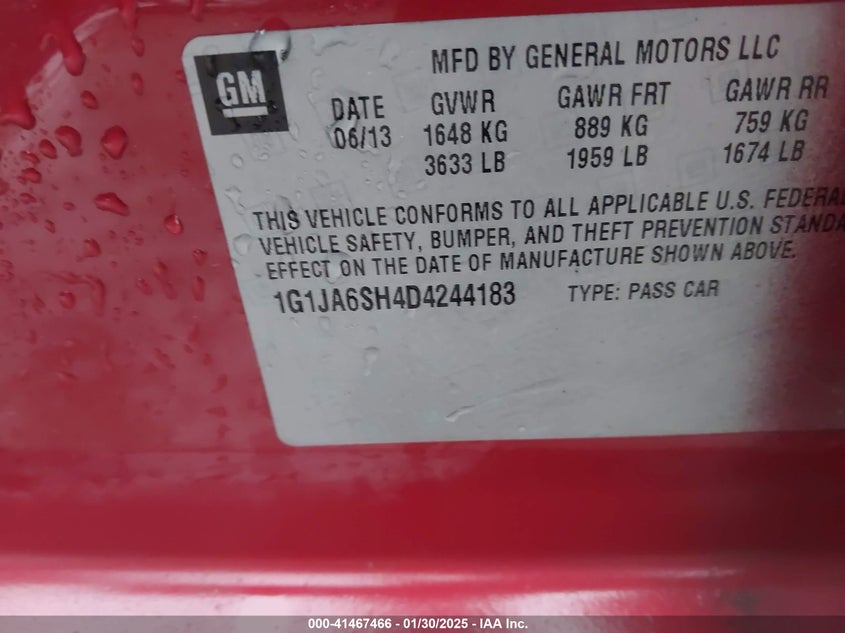 GM
MFD BY GENERAL MOTORS LLC
DATE GVWR GAWR FRT GAWR RR
06/13 1648 KG 889 KG 759 KG
3633 LB 1959 LB 1674 LB
THIS VEHICLE CONFORMS TO ALL APPLICABLE U.S. FEDERAL
VEHICLE SAFETY, BUMPER, AND THEFT PREVENTION STANDA
EFFECT ON THE DATE OF MANUFACTURE SHOWN ABOVE.
1G1JA6SH4D4244183 TYPE: PASS CAR
000-41467466 - 01/30/2025 - IAA Inc.